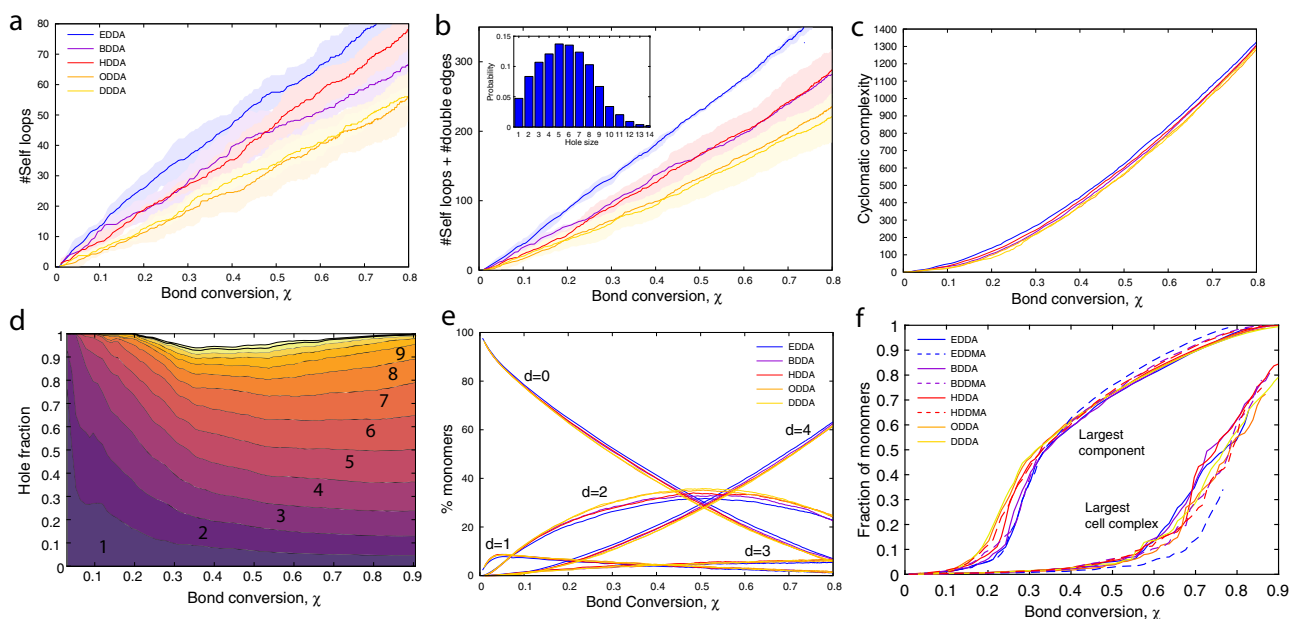 a
80
70
60
50
40
30
20
10
0
#Self loops
EDDA
BDDA
HDDA
ODDA
DDDA
0 0.1 0.2 0.3 0.4 0.5 0.6 0.7 0.8
Bond conversion, χ
b
300
200
100
0
#Self loops + #double edges
0.15
0.1
0.05
0
Probability
1 2 3 4 5 6 7 8 9 10 11 12 13 14
Hole size
0 0.1 0.2 0.3 0.4 0.5 0.6 0.7 0.8
Bond conversion, χ
c
1400
1300
1200
1100
1000
900
800
700
600
500
400
300
200
100
0
Cyclomatic complexity
0 0.1 0.2 0.3 0.4 0.5 0.6 0.7 0.8
Bond conversion, χ
d
1
0.9
0.8
0.7
0.6
0.5
0.4
0.3
0.2
0.1
0
Hole fraction
9
8
7
6
5
4
3
2
1
0.1 0.2 0.3 0.4 0.5 0.6 0.7 0.8 0.9
Bond conversion, χ
e
100
80
60
40
20
0
% monomers
EDDA
BDDA
HDDA
ODDA
DDDA
d=0
d=4
d=2
d=1
d=3
0 0.1 0.2 0.3 0.4 0.5 0.6 0.7 0.8
Bond Conversion, χ
f
1
0.9
0.8
0.7
0.6
0.5
0.4
0.3
0.2
0.1
0
Fraction of monomers
EDDA
EDDMA
BDDA
BDDMA
HDDA
HDDMA
ODDA
DDDA
Largest
component
Largest
cell complex
0 0.1 0.2 0.3 0.4 0.5 0.6 0.7 0.8 0.9
Bond conversion, χ